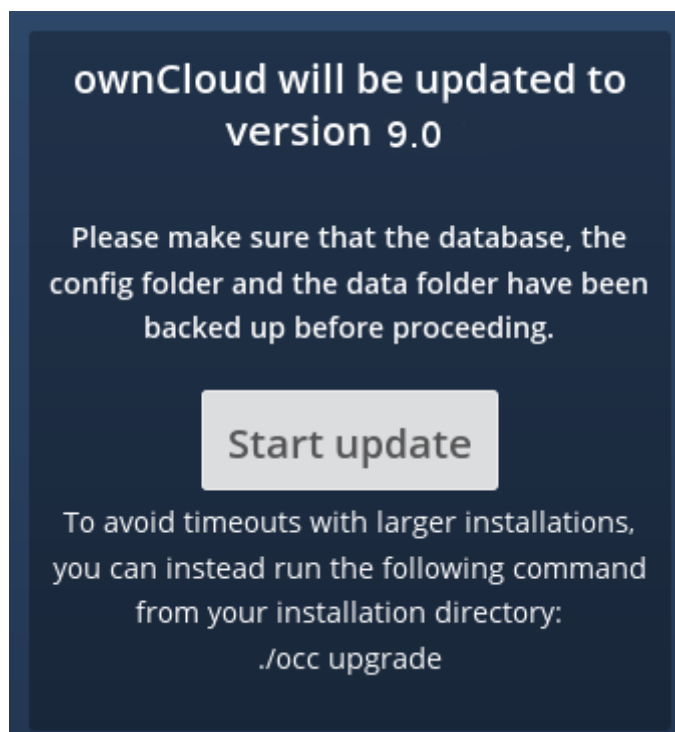 ownCloud will be updated to
version 9.0
Please make sure that the database, the
config folder and the data folder have been
backed up before proceeding.
Start update
To avoid timeouts with larger installations,
you can instead run the following command
from your installation directory:
./occ upgrade